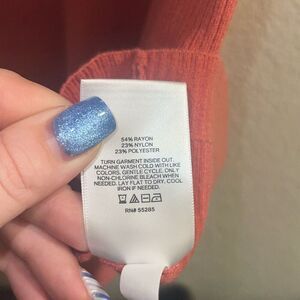 54% RAYON
23% NYLON
23% POLYESTER
TURN GARMENT INSIDE OUT.
MACHINE WASH COLD WITH LIKE
COLORS, GENTLE CYCLE. ONLY
NON-CHLORINE BLEACH WHEN
NEEDED. LAY FLAT TO DRY. COOL
IRON IF NEEDED.
RN# 55285